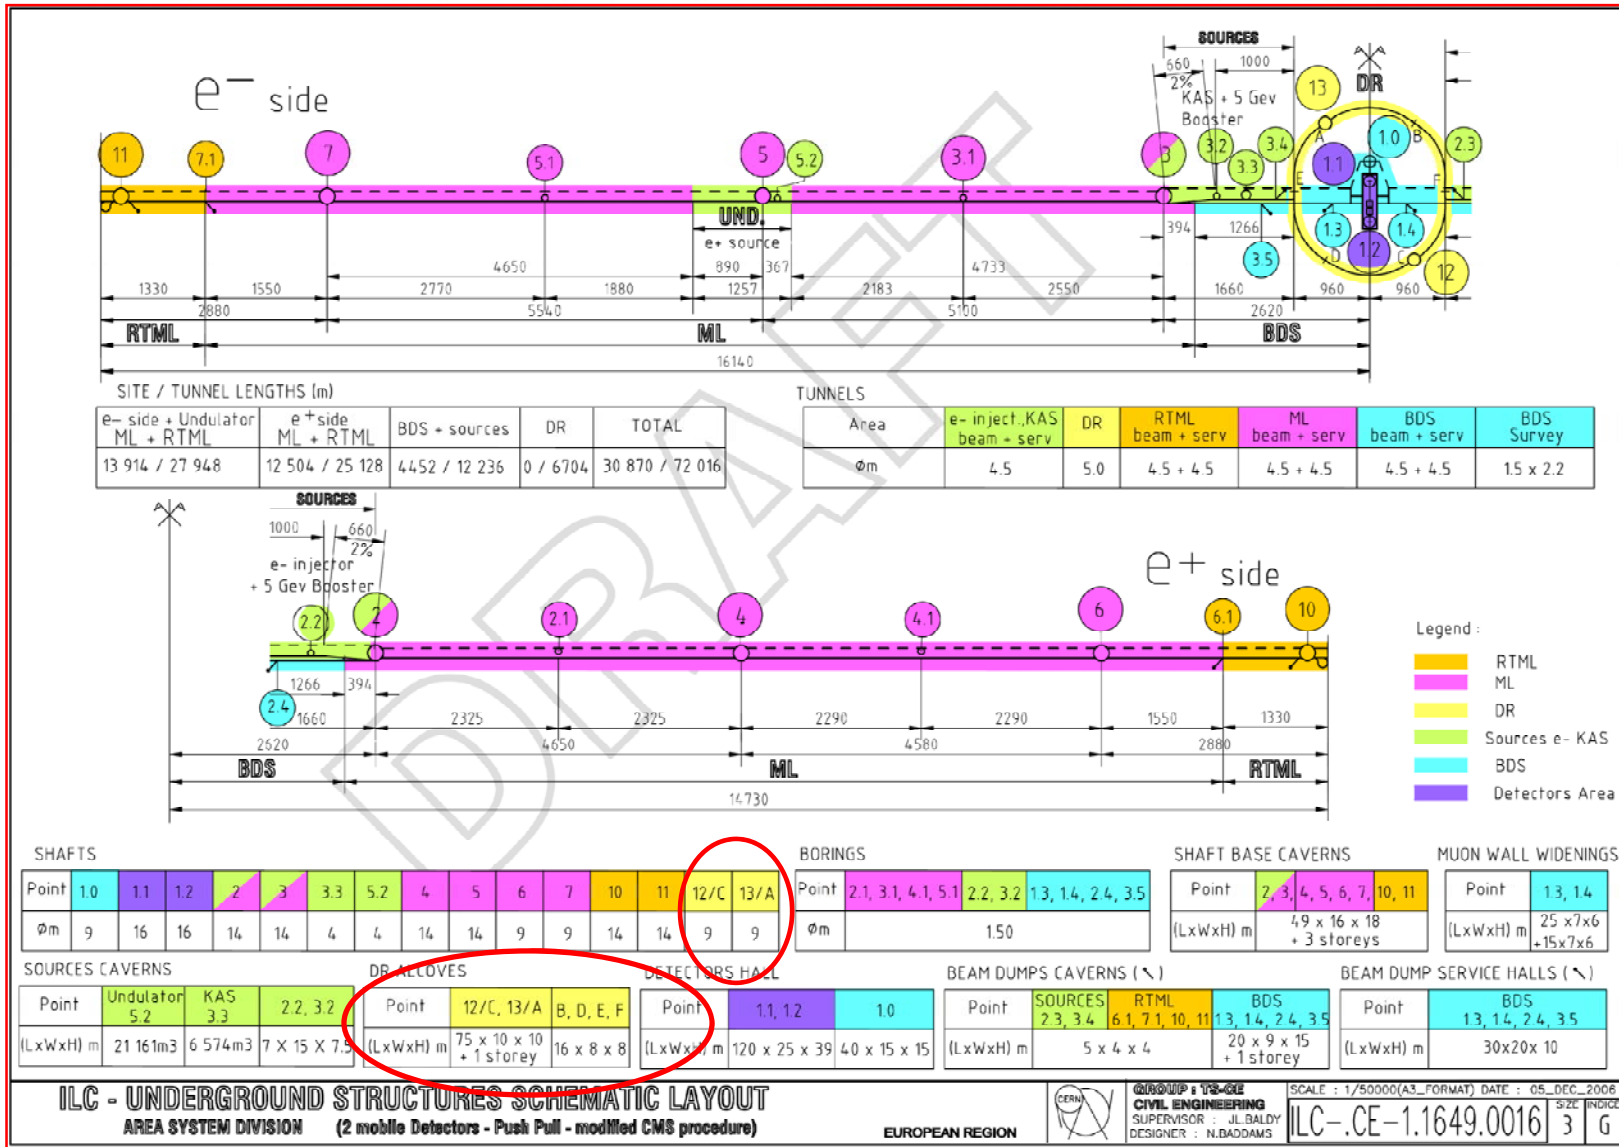 SOURCES
660
2%
1000
KAS + 5 Gev
Booster
DR
e⁻ side
13
A
1.0
B
11
7.1
7
5.1
5
5.2
3.1
3
3.2
3.3
3.4
1.1
2.3
E
F
UND.
e+ source
394
1266
3.5
1.3
1.2
1.4
D
C
12
4650
890
367
4733
1330
1550
2770
1880
1257
2183
2550
1660
960
960
2880
5540
5100
2620
RTML
ML
BDS
16140
SITE / TUNNEL LENGTHS (m)
e- side + Undulator ML + RTML
e+ side ML + RTML
BDS + sources
DR
TOTAL
13 914 / 27 948
12 504 / 25 128
4452 / 12 236
0 / 6704
30 870 / 72 016
TUNNELS
Area
e- inject.,KAS beam + serv
DR
RTML beam + serv
ML beam + serv
BDS beam + serv
BDS Survey
Øm
4.5
5.0
4.5 + 4.5
4.5 + 4.5
4.5 + 4.5
1.5 x 2.2
DRAFT
SOURCES
1000
660
2%
e- injector
+ 5 Gev Booster
e⁺ side
2.2
2
2.1
4
4.1
6
6.1
10
2.4
1266
394
1660
2325
2325
2290
2290
1550
1330
2620
4650
4580
2880
BDS
ML
RTML
14730
Legend :
RTML
ML
DR
Sources e- KAS
BDS
Detectors Area
SHAFTS
Point 1.0 1.1 1.2 2 3 3.3 5.2 4 5 6 7 10 11 12/C 13/A
Øm 9 16 16 14 14 4 4 14 14 9 9 14 14 9 9
BORINGS
Point 2.1, 3.1, 4.1, 5.1 2.2, 3.2 1.3, 1.4, 2.4, 3.5
Øm 1.50
SHAFT BASE CAVERNS
Point 2, 3, 4, 5, 6, 7, 10, 11
(LxWxH) m 49 x 16 x 18
+ 3 storeys
MUON WALL WIDENINGS
Point 1.3, 1.4
(LxWxH) m 25 x7x6
+15x7x6
SOURCES CAVERNS
Point Undulator 5.2 KAS 3.3 2.2, 3.2
(LxWxH) m 21 161m3 6 574m3 7 X 15 X 7.5
DR ALCOVES
Point 12/C, 13/A B, D, E, F
(LxWxH) m 75 x 10 x 10 + 1 storey 16 x 8 x 8
DETECTORS HALL
Point 1.1, 1.2 1.0
(LxWxH) m 120 x 25 x 39 40 x 15 x 15
BEAM DUMPS CAVERNS ( )
Point SOURCES 2.3, 3.4 RTML 6.1, 7.1, 10, 11 BDS 1.3, 1.4, 2.4, 3.5
(LxWxH) m 5 x 4 x 4 20 x 9 x 15 + 1 storey
BEAM DUMP SERVICE HALLS ( )
Point BDS 1.3, 1.4, 2.4, 3.5
(LxWxH) m 30x20x 10
ILC - UNDERGROUND STRUCTURES SCHEMATIC LAYOUT
AREA SYSTEM DIVISION (2 mobile Detectors - Push Pull - modified CMS procedure)
EUROPEAN REGION
CERN
GROUP : TS-CE
CIVIL ENGINEERING
SUPERVISOR : JL.BALDY
DESIGNER : N.BADDAMS
SCALE : 1/50000(A3_FORMAT) DATE : 05_DEC_2006
ILC-.CE-1.1649.0016
SIZE
3
INDICE
G